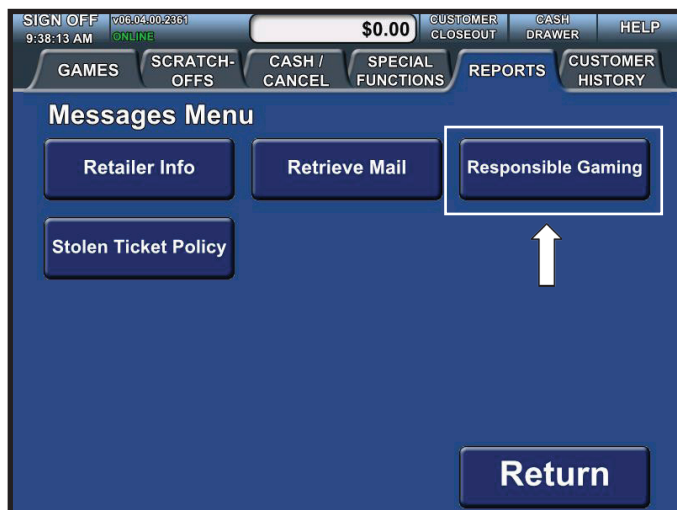 SIGN OFF v06.04.00.2361 $0.00 CUSTOMER CASH HELP
9:38:13 AM ONLINE CLOSEOUT DRAWER
GAMES SCRATCH- CASH / SPECIAL REPORTS CUSTOMER
OFFS CANCEL FUNCTIONS HISTORY
Messages Menu
Retailer Info Retrieve Mail Responsible Gaming
Stolen Ticket Policy
Return